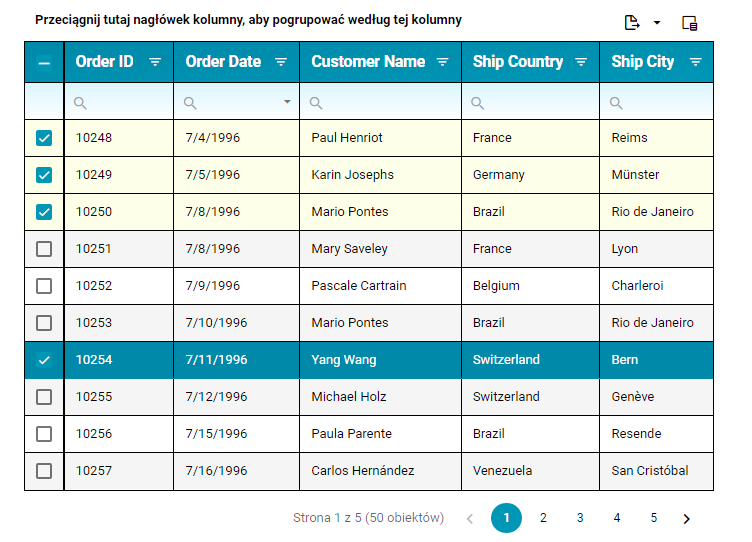 Przeciągnij tutaj nagłówek kolumny, aby pogrupować według tej kolumny
Order ID Order Date Customer Name Ship Country Ship City
10248 7/4/1996 Paul Henriot France Reims
10249 7/5/1996 Karin Josephs Germany Münster
10250 7/8/1996 Mario Pontes Brazil Rio de Janeiro
10251 7/8/1996 Mary Saveley France Lyon
10252 7/9/1996 Pascale Cartrain Belgium Charleroi
10253 7/10/1996 Mario Pontes Brazil Rio de Janeiro
10254 7/11/1996 Yang Wang Switzerland Bern
10255 7/12/1996 Michael Holz Switzerland Genève
10256 7/15/1996 Paula Parente Brazil Resende
10257 7/16/1996 Carlos Hernández Venezuela San Cristóbal
Strona 1 z 5 (50 obiektów) 1 2 3 4 5